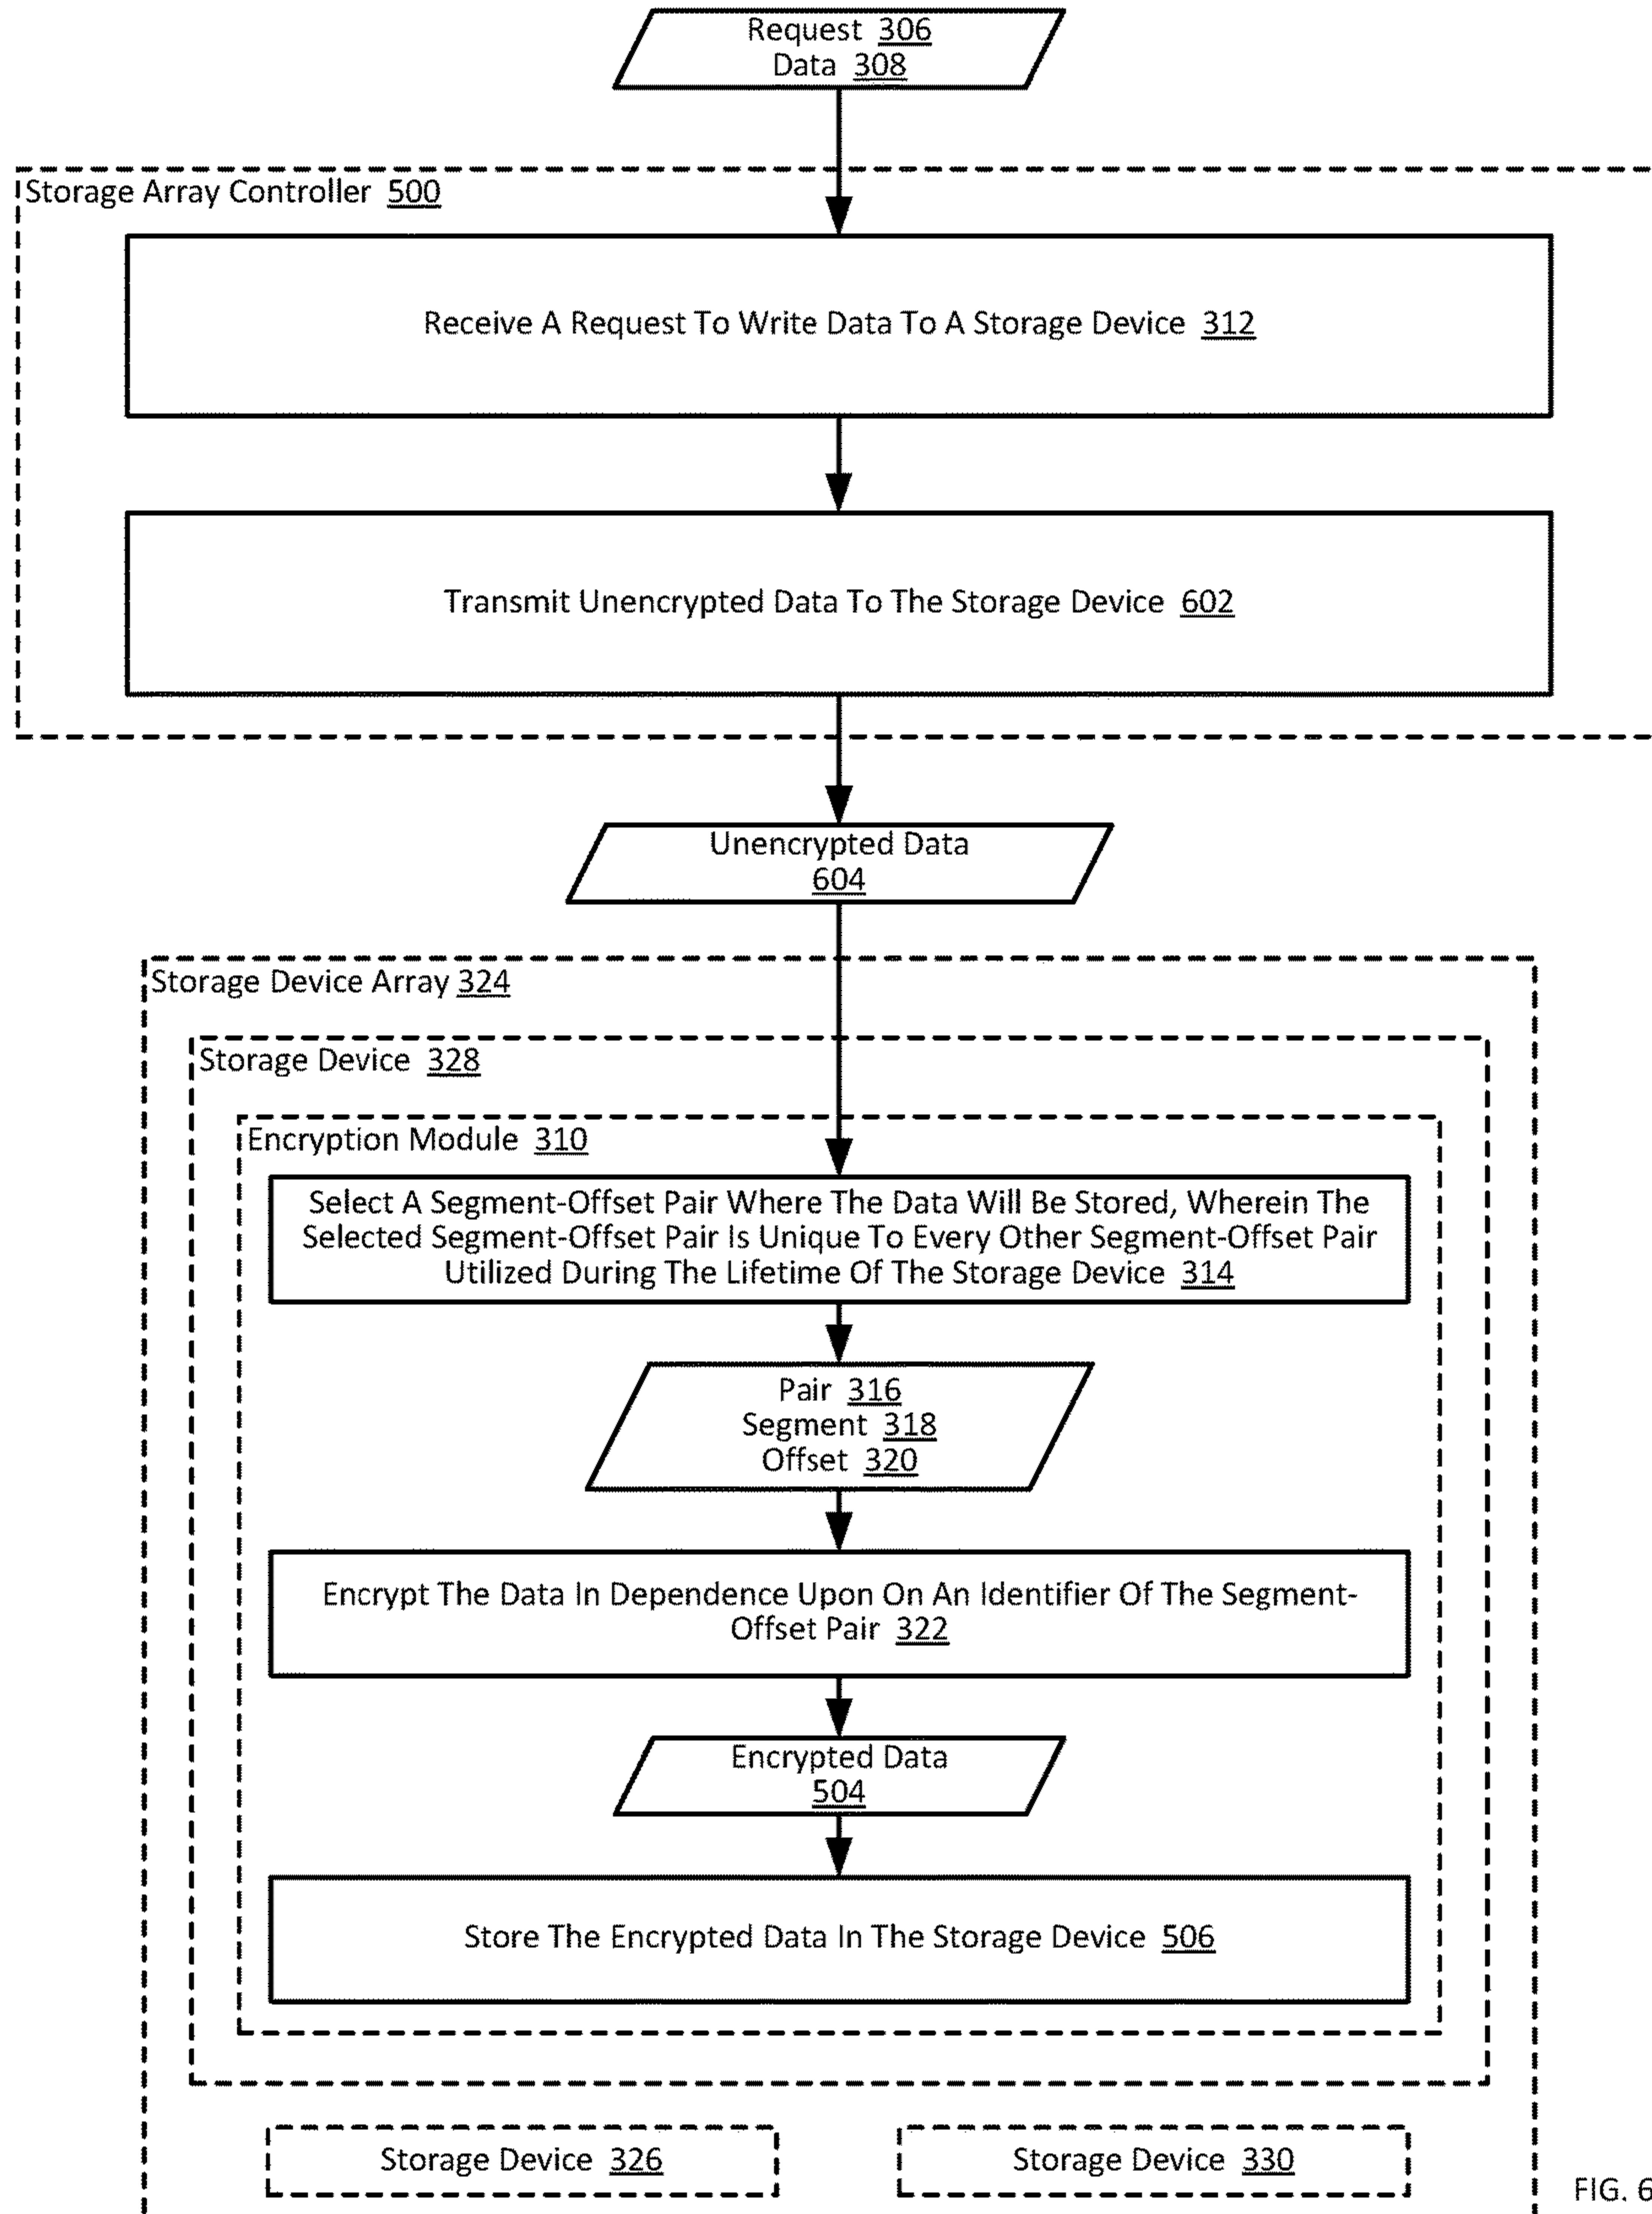 Request 306
Data 308
Storage Array Controller 500
Receive A Request To Write Data To A Storage Device 312
Transmit Unencrypted Data To The Storage Device 602
Unencrypted Data
604
Storage Device Array 324
Storage Device 328
Encryption Module 310
Select A Segment-Offset Pair Where The Data Will Be Stored, Wherein The
Selected Segment-Offset Pair Is Unique To Every Other Segment-Offset Pair
Utilized During The Lifetime Of The Storage Device 314
Pair 316
Segment 318
Offset 320
Encrypt The Data In Dependence Upon On An Identifier Of The Segment-
Offset Pair 322
Encrypted Data
504
Store The Encrypted Data In The Storage Device 506
Storage Device 326
Storage Device 330
FIG. 6